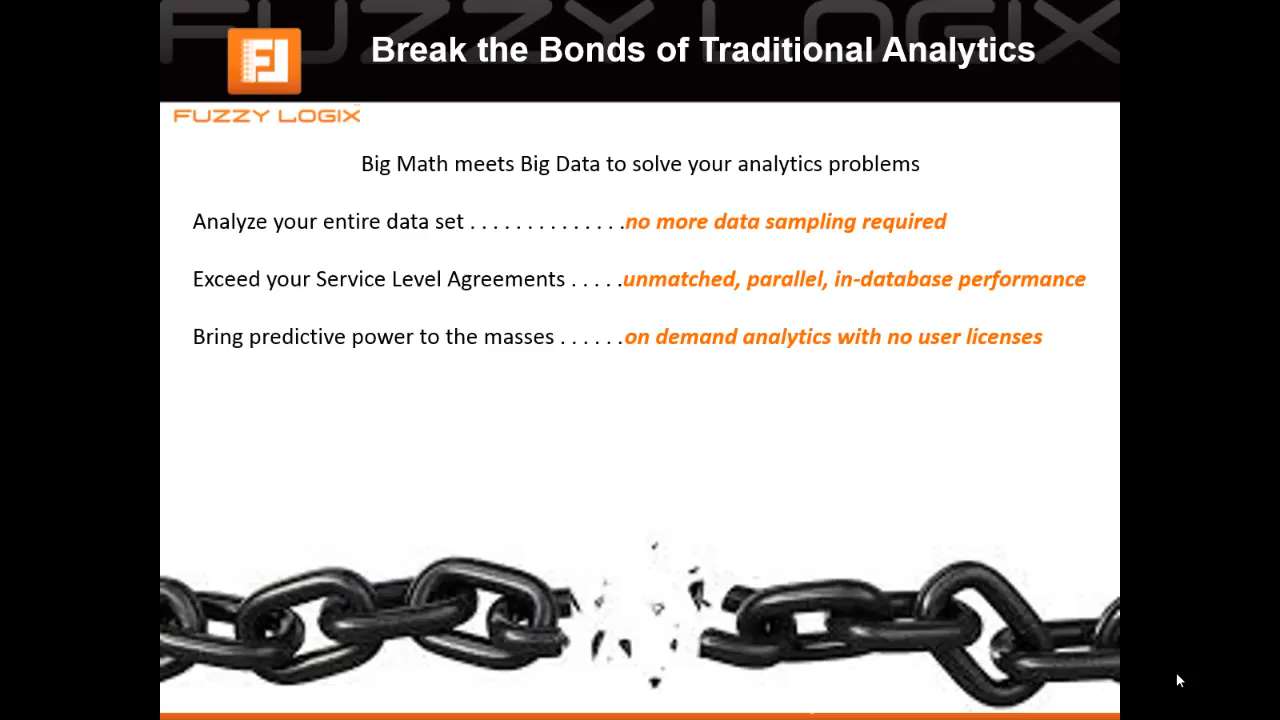 FUZZY LOGIX
Break the Bonds of Traditional Analytics
FL
FUZZY LOGIX
Big Math meets Big Data to solve your analytics problems
Analyze your entire data set . . . . . . . . . . . . . .no more data sampling required
Exceed your Service Level Agreements . . . . .unmatched, parallel, in-database performance
Bring predictive power to the masses . . . . . .on demand analytics with no user licenses